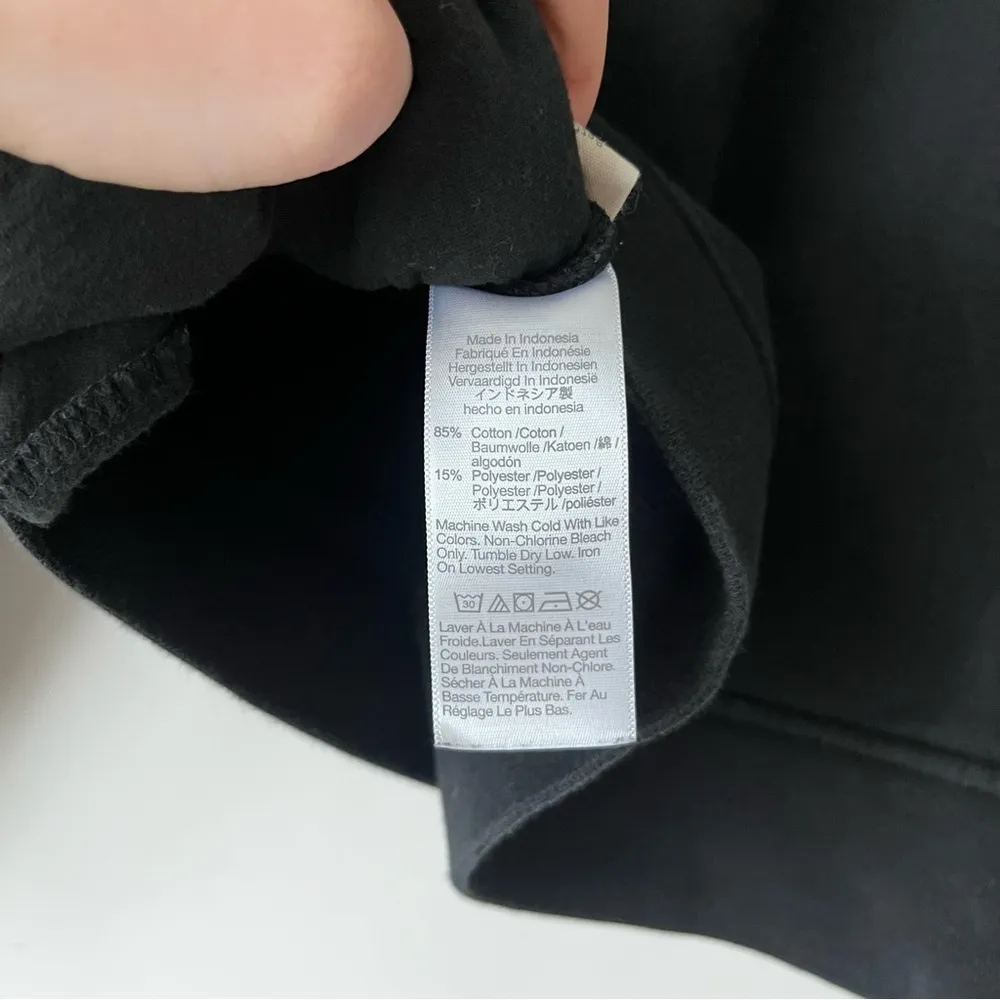 Made In Indonesia
Fabriqué En Indonésie
Hergestellt In Indonesien
Vervaardigd In Indonesië
インドネシア製
hecho en indonesia
85% Cotton /Coton /
Baumwolle /Katoen /綿 /
algodón
15% Polyester /Polyester /
Polyester /Polyester /
ポリエステル /poliéster
Machine Wash Cold With Like
Colors. Non-Chlorine Bleach
Only. Tumble Dry Low. Iron
On Lowest Setting.
30
Laver À La Machine À L'eau
Froide.Laver En Séparant Les
Couleurs. Seulement Agent
De Blanchiment Non-Chlore.
Sécher À La Machine À
Basse Température. Fer Au
Réglage Le Plus Bas.